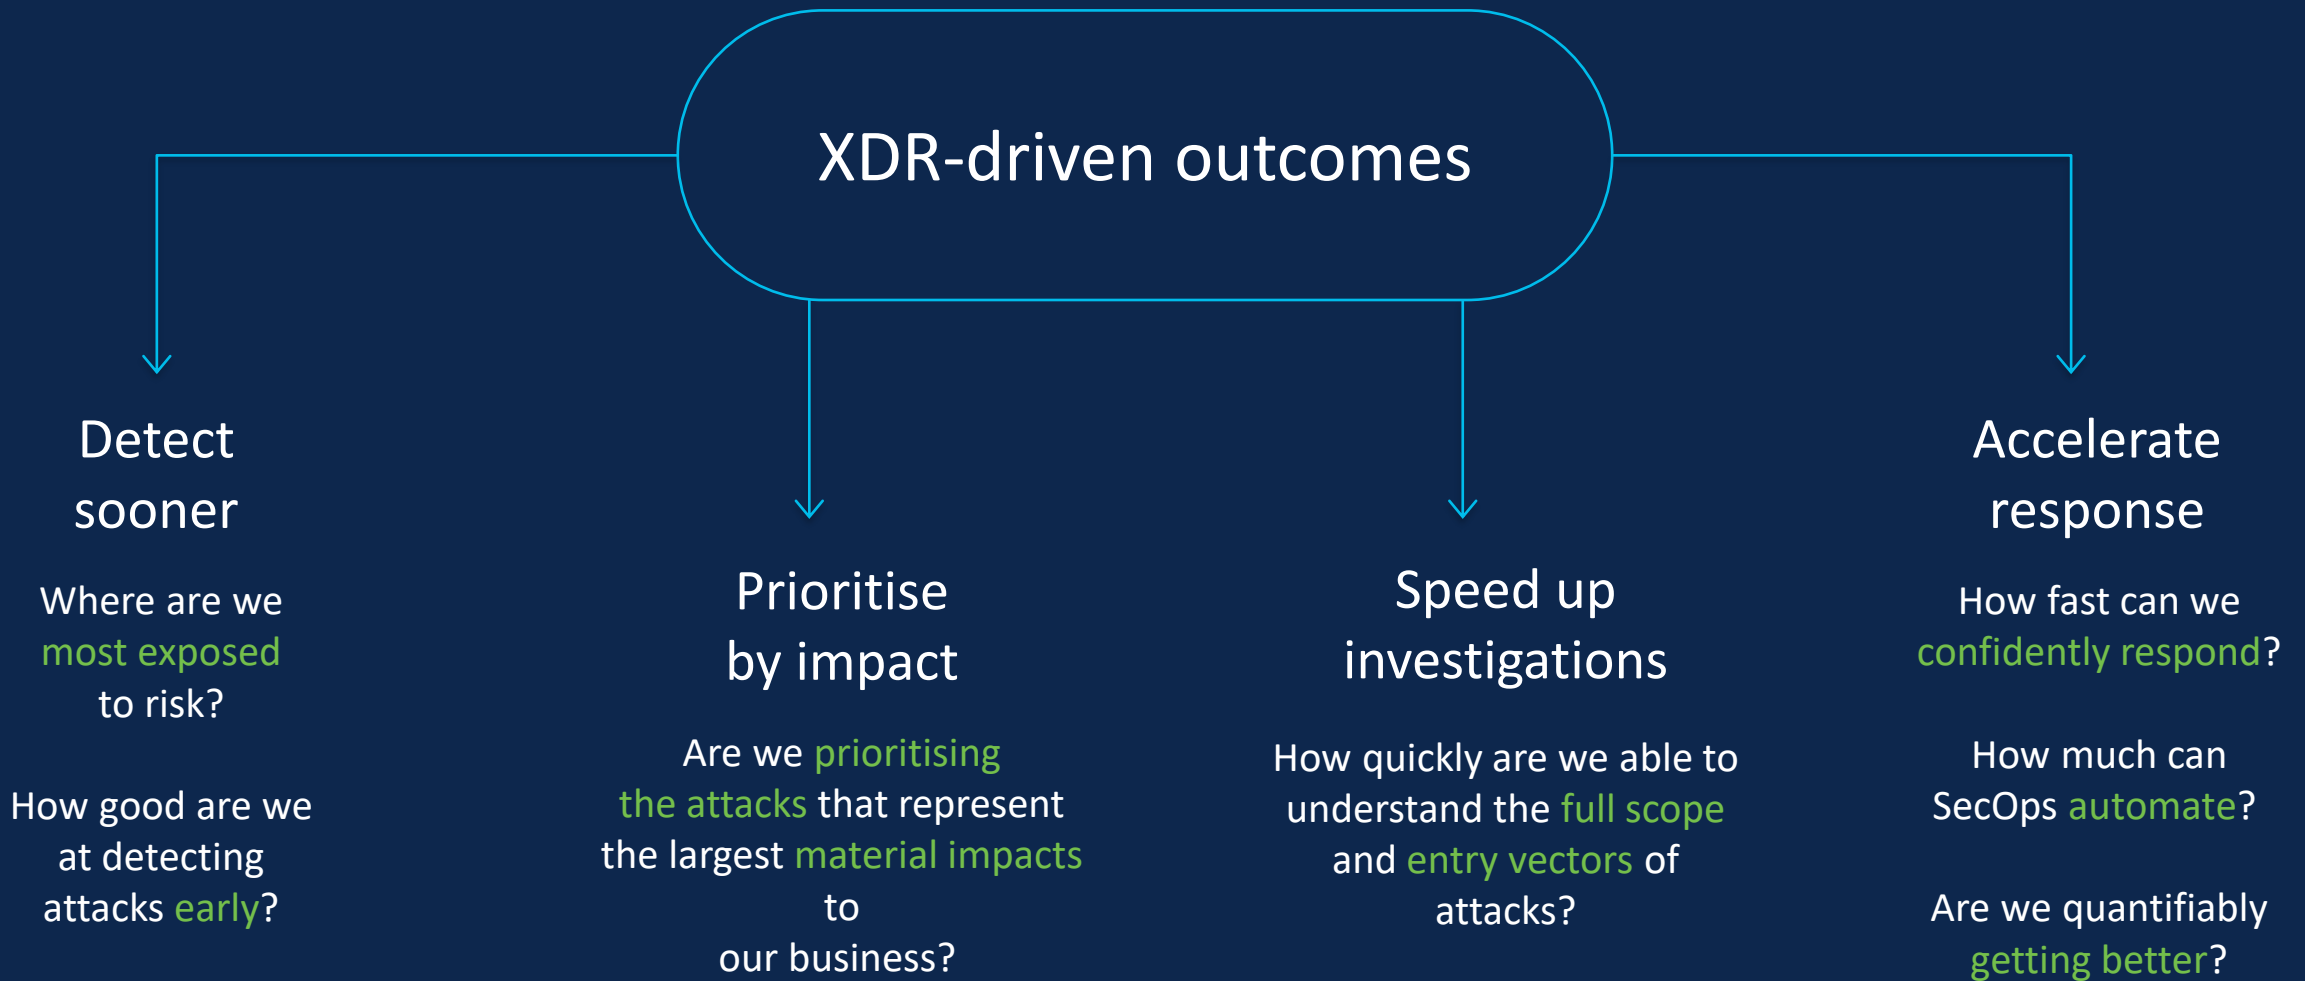 XDR-driven outcomes
Detect
sooner
Where are we
most exposed
to risk?
How good are we
at detecting
attacks early?
Prioritise
by impact
Are we prioritising
the attacks that represent
the largest material impacts
to
our business?
Speed up
investigations
How quickly are we able to
understand the full scope
and entry vectors of
attacks?
Accelerate
response
How fast can we
confidently respond?
How much can
SecOps automate?
Are we quantifiably
getting better?